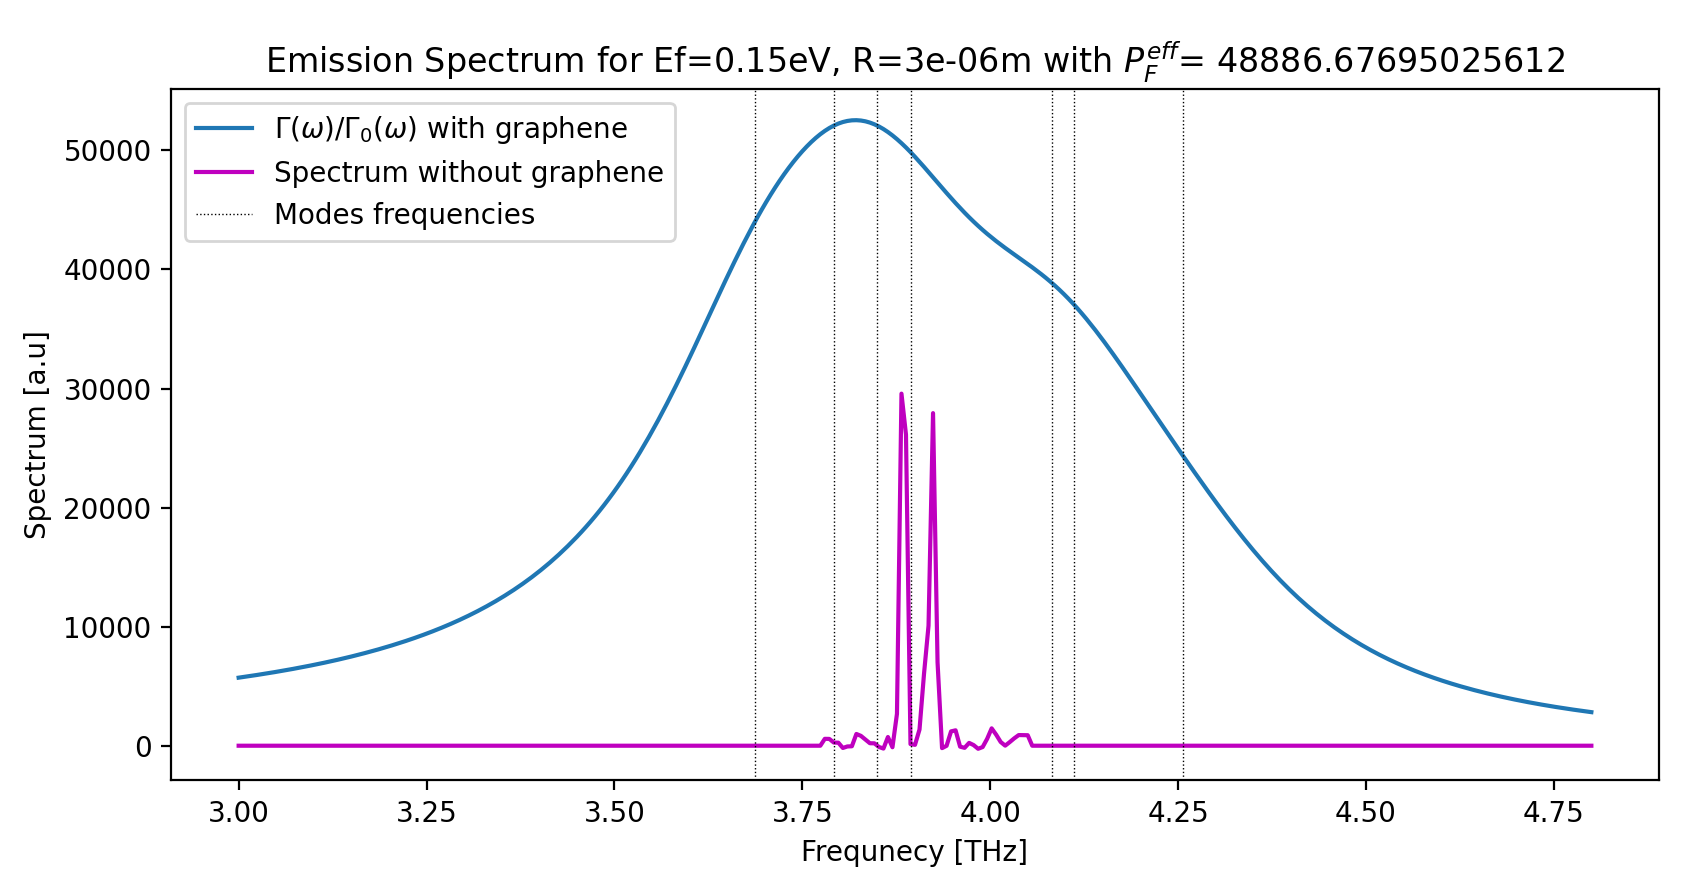 Emission Spectrum for Ef=0.15eV, R=3e-06m with $P_F^{eff}$= 48886.67695025612
Γ(ω)/Γ₀(ω) with graphene
Spectrum without graphene
Modes frequencies
Spectrum [a.u]
50000
40000
30000
20000
10000
0
3.00 3.25 3.50 3.75 4.00 4.25 4.50 4.75
Frequnecy [THz]